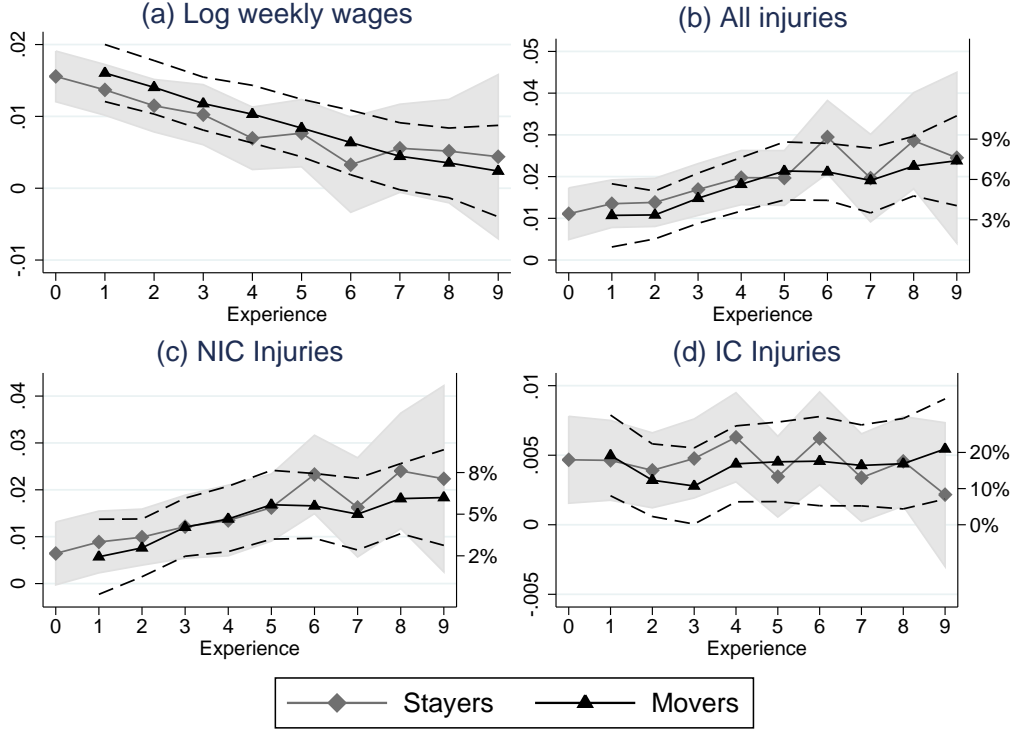 (a) Log weekly wages
.02
.01
0
-.01
0 1 2 3 4 5 6 7 8 9
Experience
(b) All injuries
.05
.04
.03
.02
.01
0
9%
6%
3%
0 1 2 3 4 5 6 7 8 9
Experience
(c) NIC Injuries
.04
.03
.02
.01
0
8%
5%
2%
0 1 2 3 4 5 6 7 8 9
Experience
(d) IC Injuries
.01
.005
0
-.005
20%
10%
0%
0 1 2 3 4 5 6 7 8 9
Experience
Stayers Movers